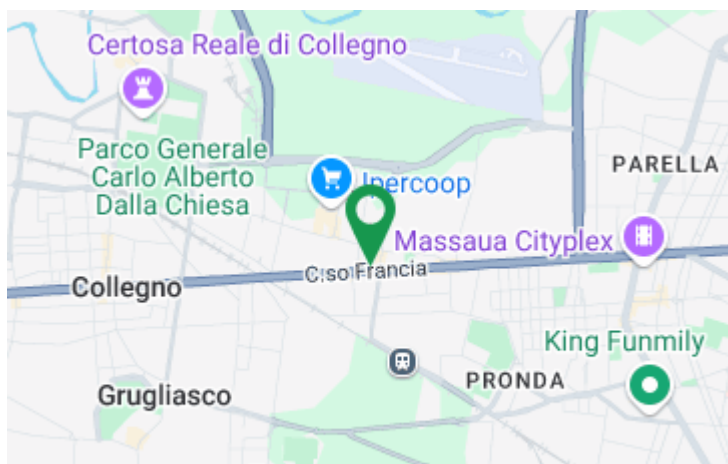 Certosa Reale di Collegno
Parco Generale
Carlo Alberto
Dalla Chiesa
Ipercoop
PARELLA
Massaua Cityplex
C.so Francia
Collegno
King Funmily
PRONDA
Grugliasco